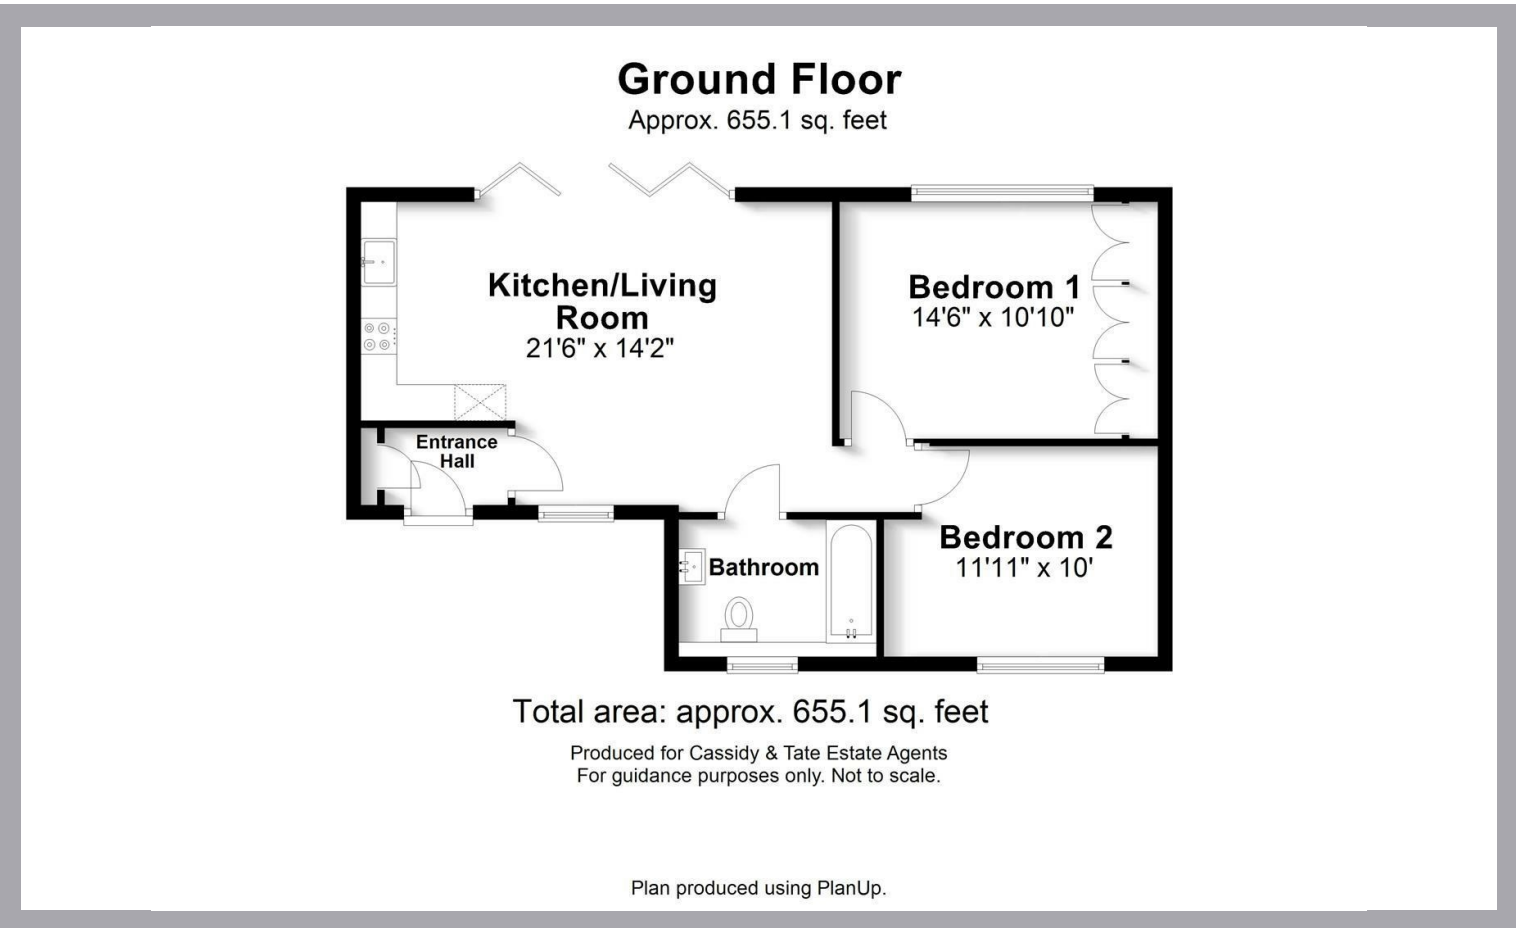 Ground Floor
Approx. 655.1 sq. feet
Kitchen/Living
Room
21'6" x 14'2"
Bedroom 1
14'6" x 10'10"
Entrance
Hall
Bathroom
Bedroom 2
11'11" x 10'
Total area: approx. 655.1 sq. feet
Produced for Cassidy & Tate Estate Agents
For guidance purposes only. Not to scale.
Plan produced using PlanUp.